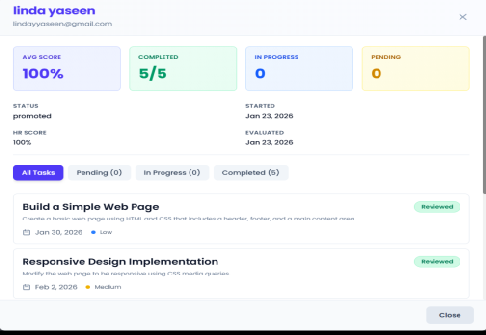 linda yaseen
lindayyaseen@gmail.com
AVG SCORE
100%
COMPLETED
5/5
IN PROGRESS
0
PENDING
0
STATUS
promoted
STARTED
Jan 23, 2026
HR SCORE
100%
EVALUATED
Jan 23, 2026
All Tasks
Pending (0)
In Progress (0)
Completed (5)
Build a Simple Web Page
Reviewed
Create a basic web page using HTML and CSS that includes a header, footer, and a main content area.
Jan 30, 2026
Low
Responsive Design Implementation
Reviewed
Modify the web page to be responsive using CSS media queries.
Feb 2, 2026
Medium
Close